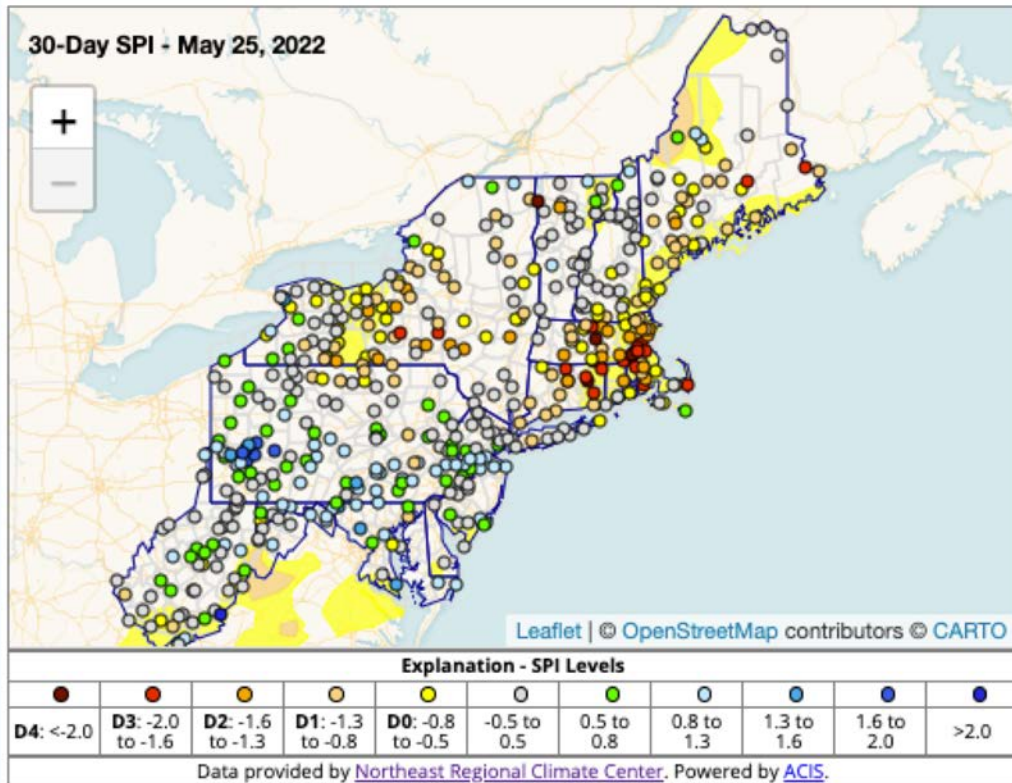 30-Day SPI - May 25, 2022
+
−
Leaflet | © OpenStreetMap contributors © CARTO
Explanation - SPI Levels
D4: <-2.0
D3: -2.0
to -1.6
D2: -1.6
to -1.3
D1: -1.3
to -0.8
D0: -0.8
to -0.5
-0.5 to
0.5
0.5 to
0.8
0.8 to
1.3
1.3 to
1.6
1.6 to
2.0
>2.0
Data provided by Northeast Regional Climate Center. Powered by ACIS.